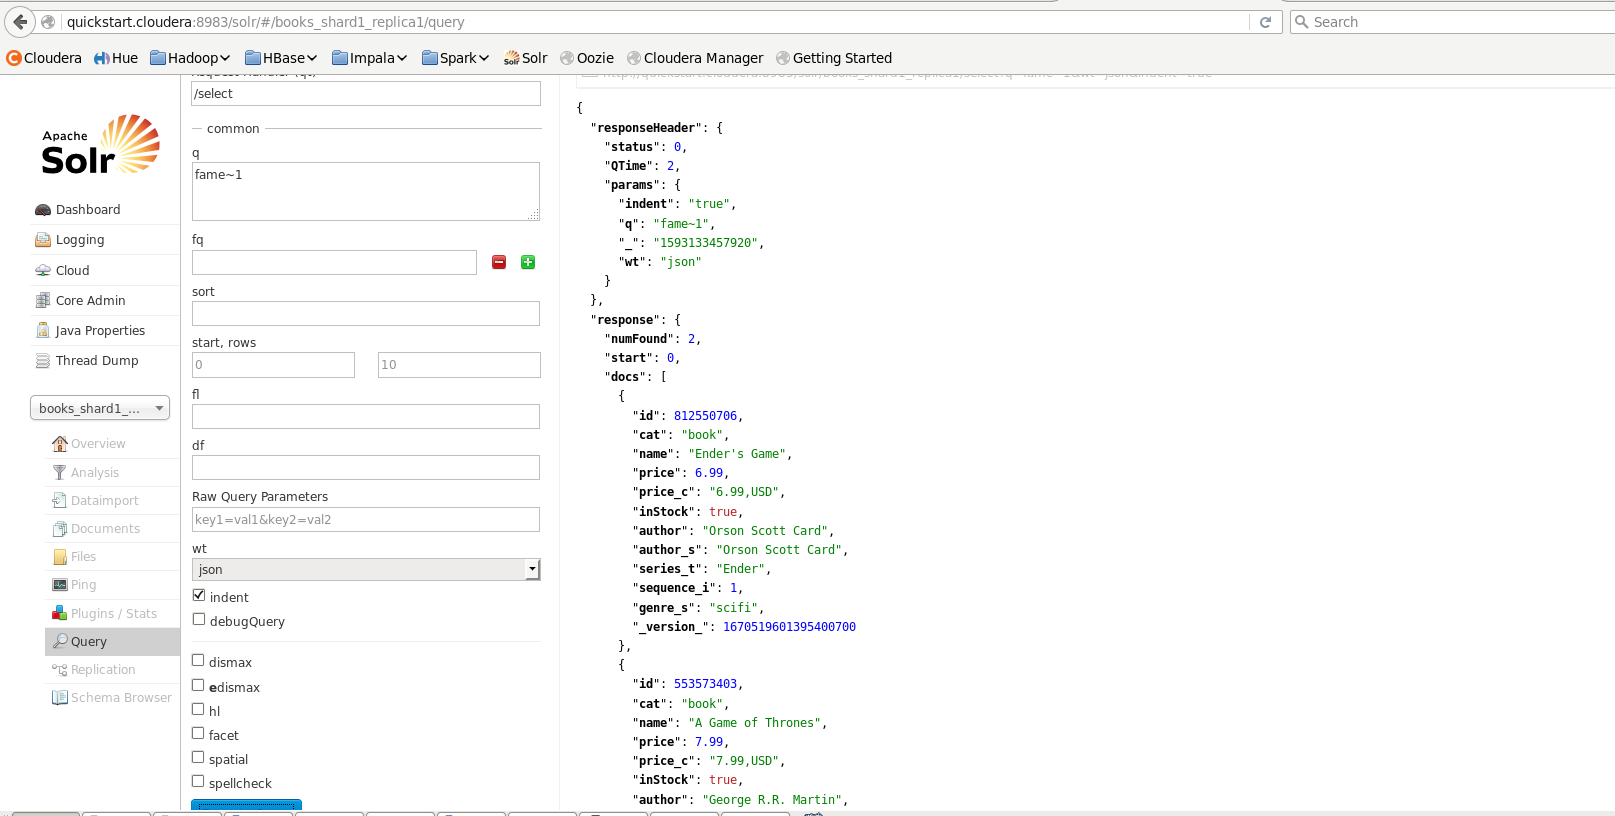 quickstart.cloudera:8983/solr/#/books_shard1_replica1/query
Search
Cloudera Hue Hadoop HBase Impala Spark Solr Oozie Cloudera Manager Getting Started
Apache
Solr
Dashboard
Logging
Cloud
Core Admin
Java Properties
Thread Dump
books_shard1_...
Overview
Analysis
Dataimport
Documents
Files
Ping
Plugins / Stats
Query
Replication
Schema Browser
Request-Handler (qt)
/select
common
q
fame~1
fq
sort
start, rows
0 10
fl
df
Raw Query Parameters
key1=val1&key2=val2
wt
json
indent
debugQuery
dismax
edismax
hl
facet
spatial
spellcheck
{
"responseHeader": {
"status": 0,
"QTime": 2,
"params": {
"indent": "true",
"q": "fame~1",
"_": "1593133457920",
"wt": "json"
}
},
"response": {
"numFound": 2,
"start": 0,
"docs": [
{
"id": 812550706,
"cat": "book",
"name": "Ender's Game",
"price": 6.99,
"price_c": "6.99,USD",
"inStock": true,
"author": "Orson Scott Card",
"author_s": "Orson Scott Card",
"series_t": "Ender",
"sequence_i": 1,
"genre_s": "scifi",
"_version_": 1670519601395400700
},
{
"id": 553573403,
"cat": "book",
"name": "A Game of Thrones",
"price": 7.99,
"price_c": "7.99,USD",
"inStock": true,
"author": "George R.R. Martin",